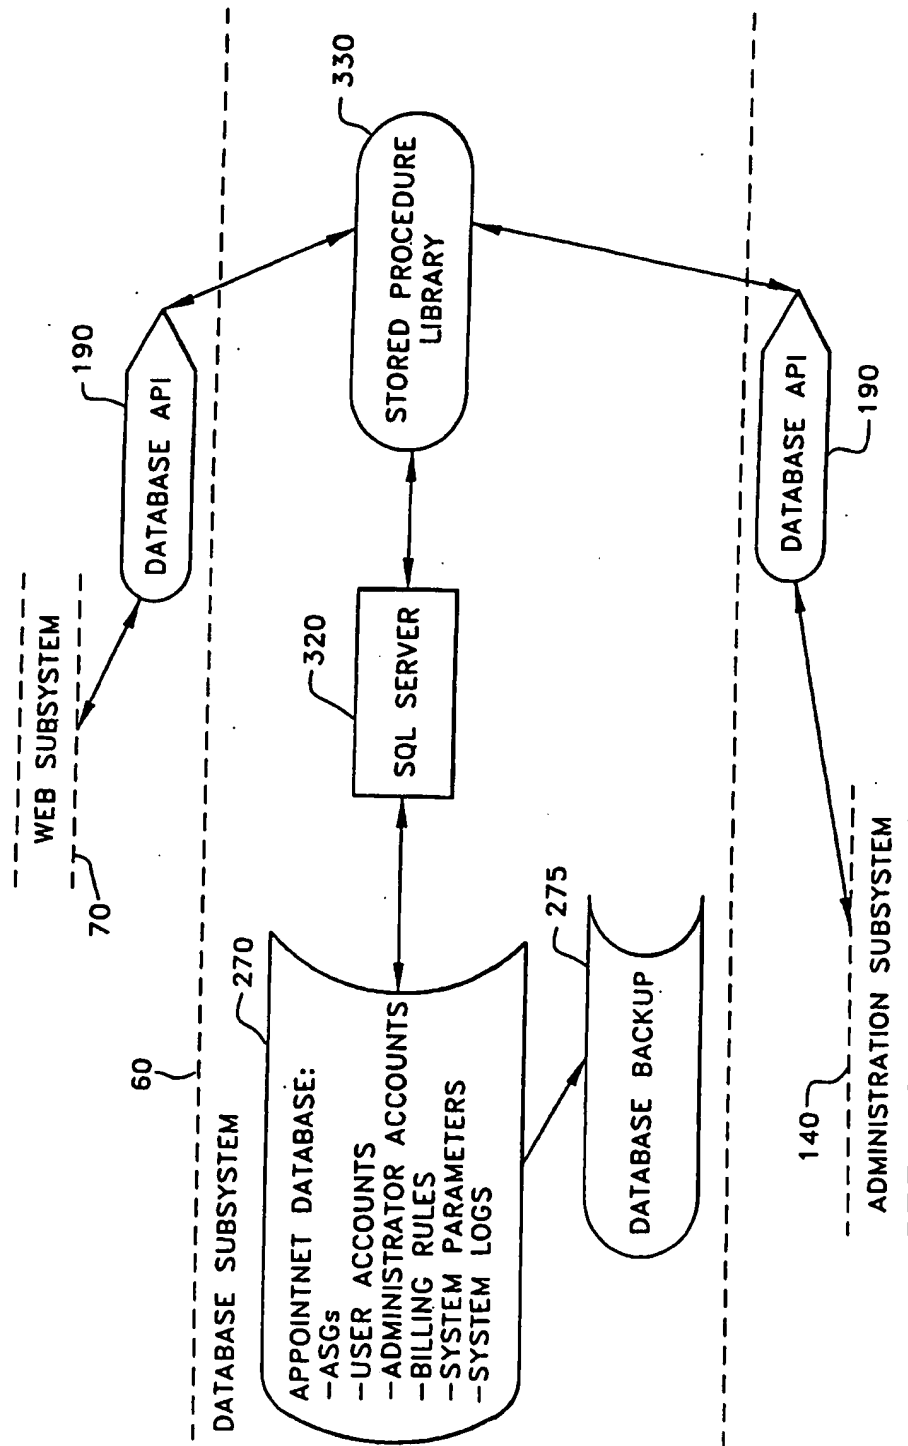 WEB SUBSYSTEM
70
190
DATABASE API
60
DATABASE SUBSYSTEM
270
APPOINTNET DATABASE:
-ASGs
-USER ACCOUNTS
-ADMINISTRATOR ACCOUNTS
-BILLING RULES
-SYSTEM PARAMETERS
-SYSTEM LOGS
320
SQL SERVER
330
STORED PROCEDURE
LIBRARY
275
DATABASE BACKUP
DATABASE API
190
140
ADMINISTRATION SUBSYSTEM